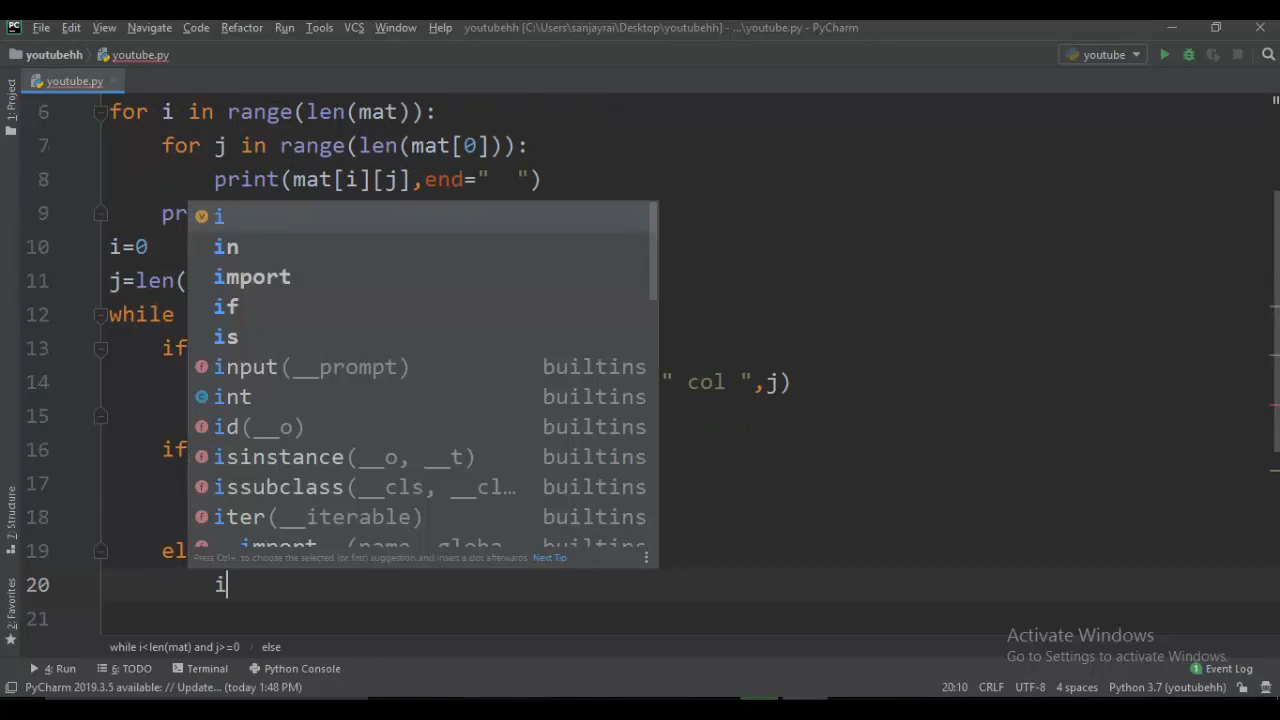 PC File Edit View Navigate Code Refactor Run Tools VCS Window Help youtubehh [C:\Users\sanjayrai\Desktop\youtubehh] - ...\youtube.py - PyCharm
youtubehh youtube.py youtube
youtube.py
1: Project
6 for i in range(len(mat)):
7 for j in range(len(mat[0])):
8 print(mat[i][j],end="  ")
9 pr
10 i=0
11 j=len(
12 while
13 if
14 " col ",j)
15
16 if
17
18
19 el
20 i
21
i
in
import
if
is
input(__prompt) builtins
int builtins
id(__o) builtins
isinstance(__o, __t) builtins
issubclass(__cls, __cl... builtins
iter(__iterable) builtins
__import__(name, globa... builtins
Press Ctrl+. to choose the selected (or first) suggestion and insert a dot afterwards Next Tip
7: Structure
2: Favorites
Activate Windows
Go to Settings to activate Windows.
while i<len(mat) and j>=0 › else
4: Run 6: TODO Terminal Python Console 1 Event Log
PyCharm 2019.3.5 available: // Update... (today 1:48 PM) 20:10 CRLF UTF-8 4 spaces Python 3.7 (youtubehh)